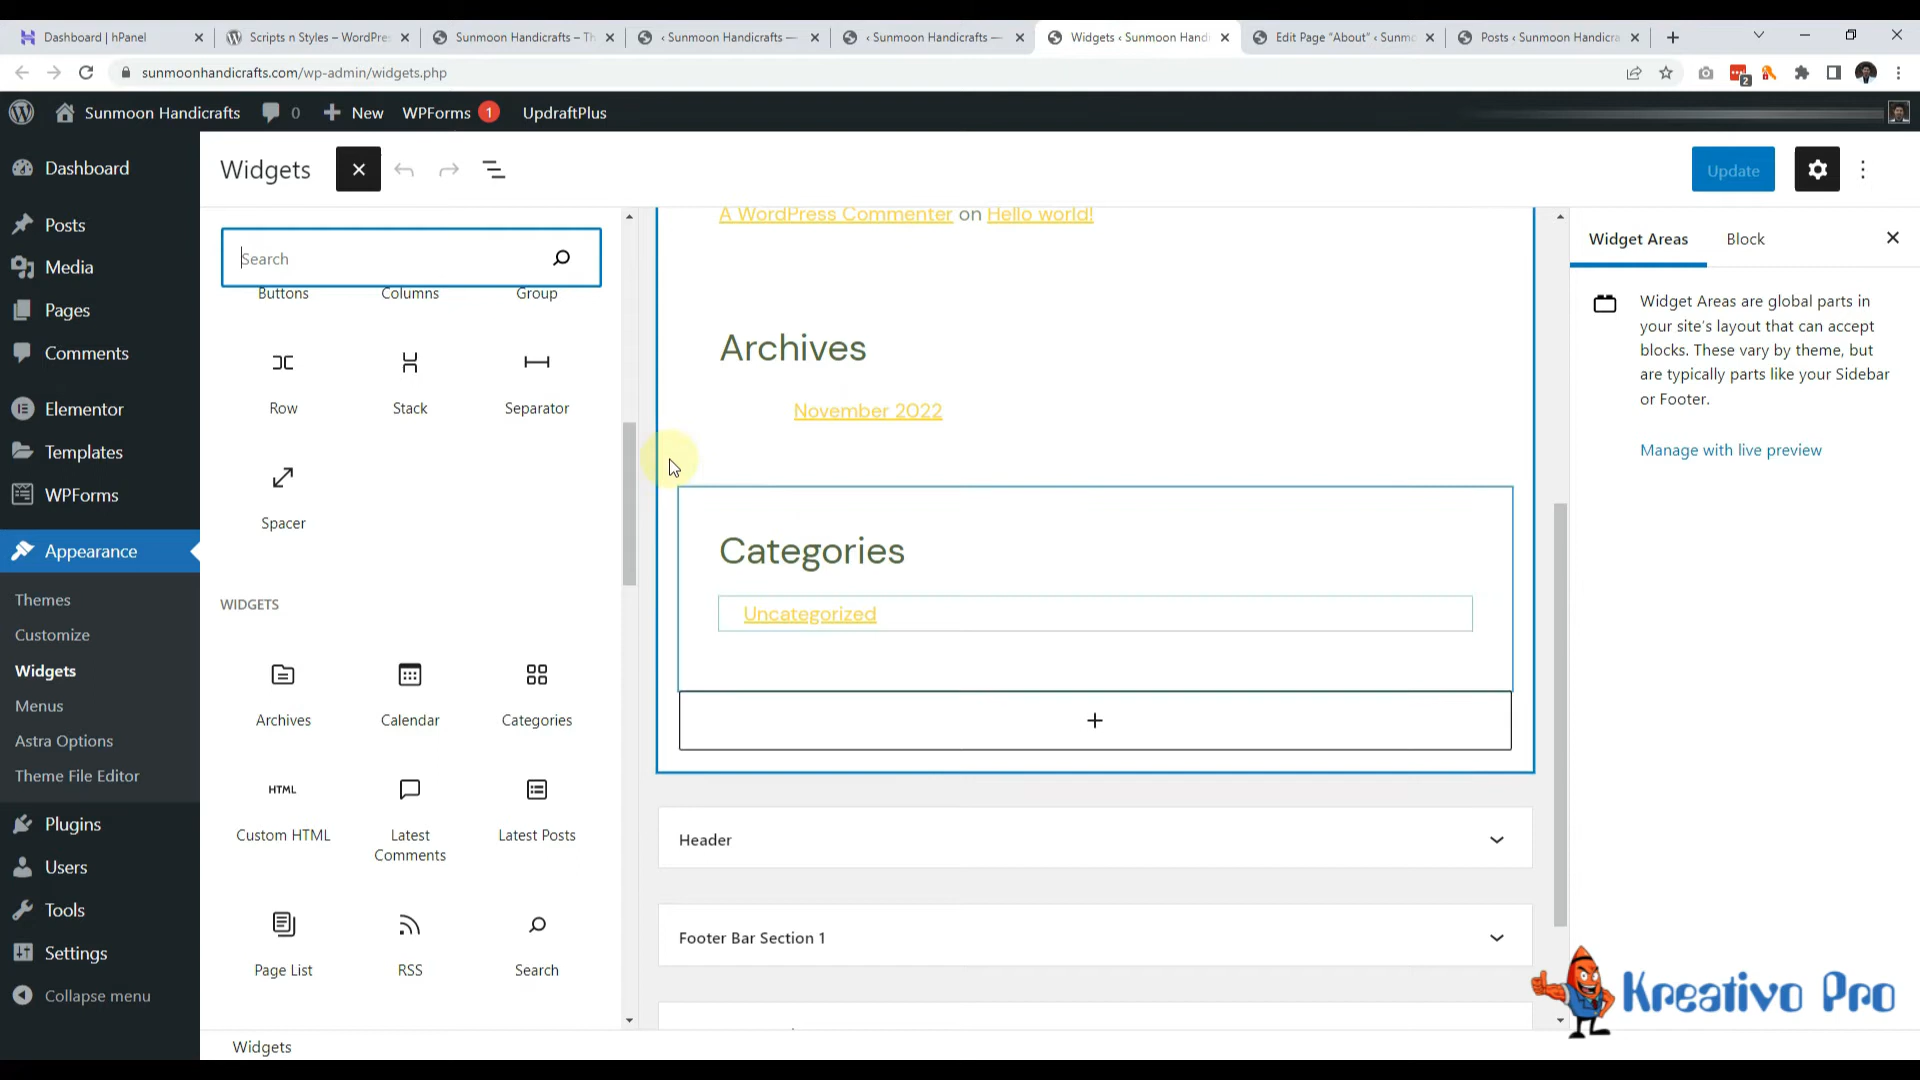 Dashboard | hPanel
Scripts n Styles – WordPre
Sunmoon Handicrafts – Th
‹ Sunmoon Handicrafts —
‹ Sunmoon Handicrafts —
Widgets ‹ Sunmoon Handi
Edit Page “About” ‹ Sunmo
Posts ‹ Sunmoon Handicra
sunmoonhandicrafts.com/wp-admin/widgets.php
2
Sunmoon Handicrafts
0
New
WPForms 1
UpdraftPlus
Dashboard
Posts
Media
Pages
Comments
Elementor
Templates
WPForms
Appearance
Themes
Customize
Widgets
Menus
Astra Options
Theme File Editor
Plugins
Users
Tools
Settings
Collapse menu
Widgets
Update
Search
Buttons
Columns
Group
Row
Stack
Separator
Spacer
WIDGETS
Archives
Calendar
Categories
HTML
Custom HTML
Latest
Comments
Latest Posts
Page List
RSS
Search
A WordPress Commenter on Hello world!
Archives
November 2022
Categories
Uncategorized
Header
Footer Bar Section 1
Widget Areas
Block
Widget Areas are global parts in
your site’s layout that can accept
blocks. These vary by theme, but
are typically parts like your Sidebar
or Footer.
Manage with live preview
Kreativo Pro
Widgets